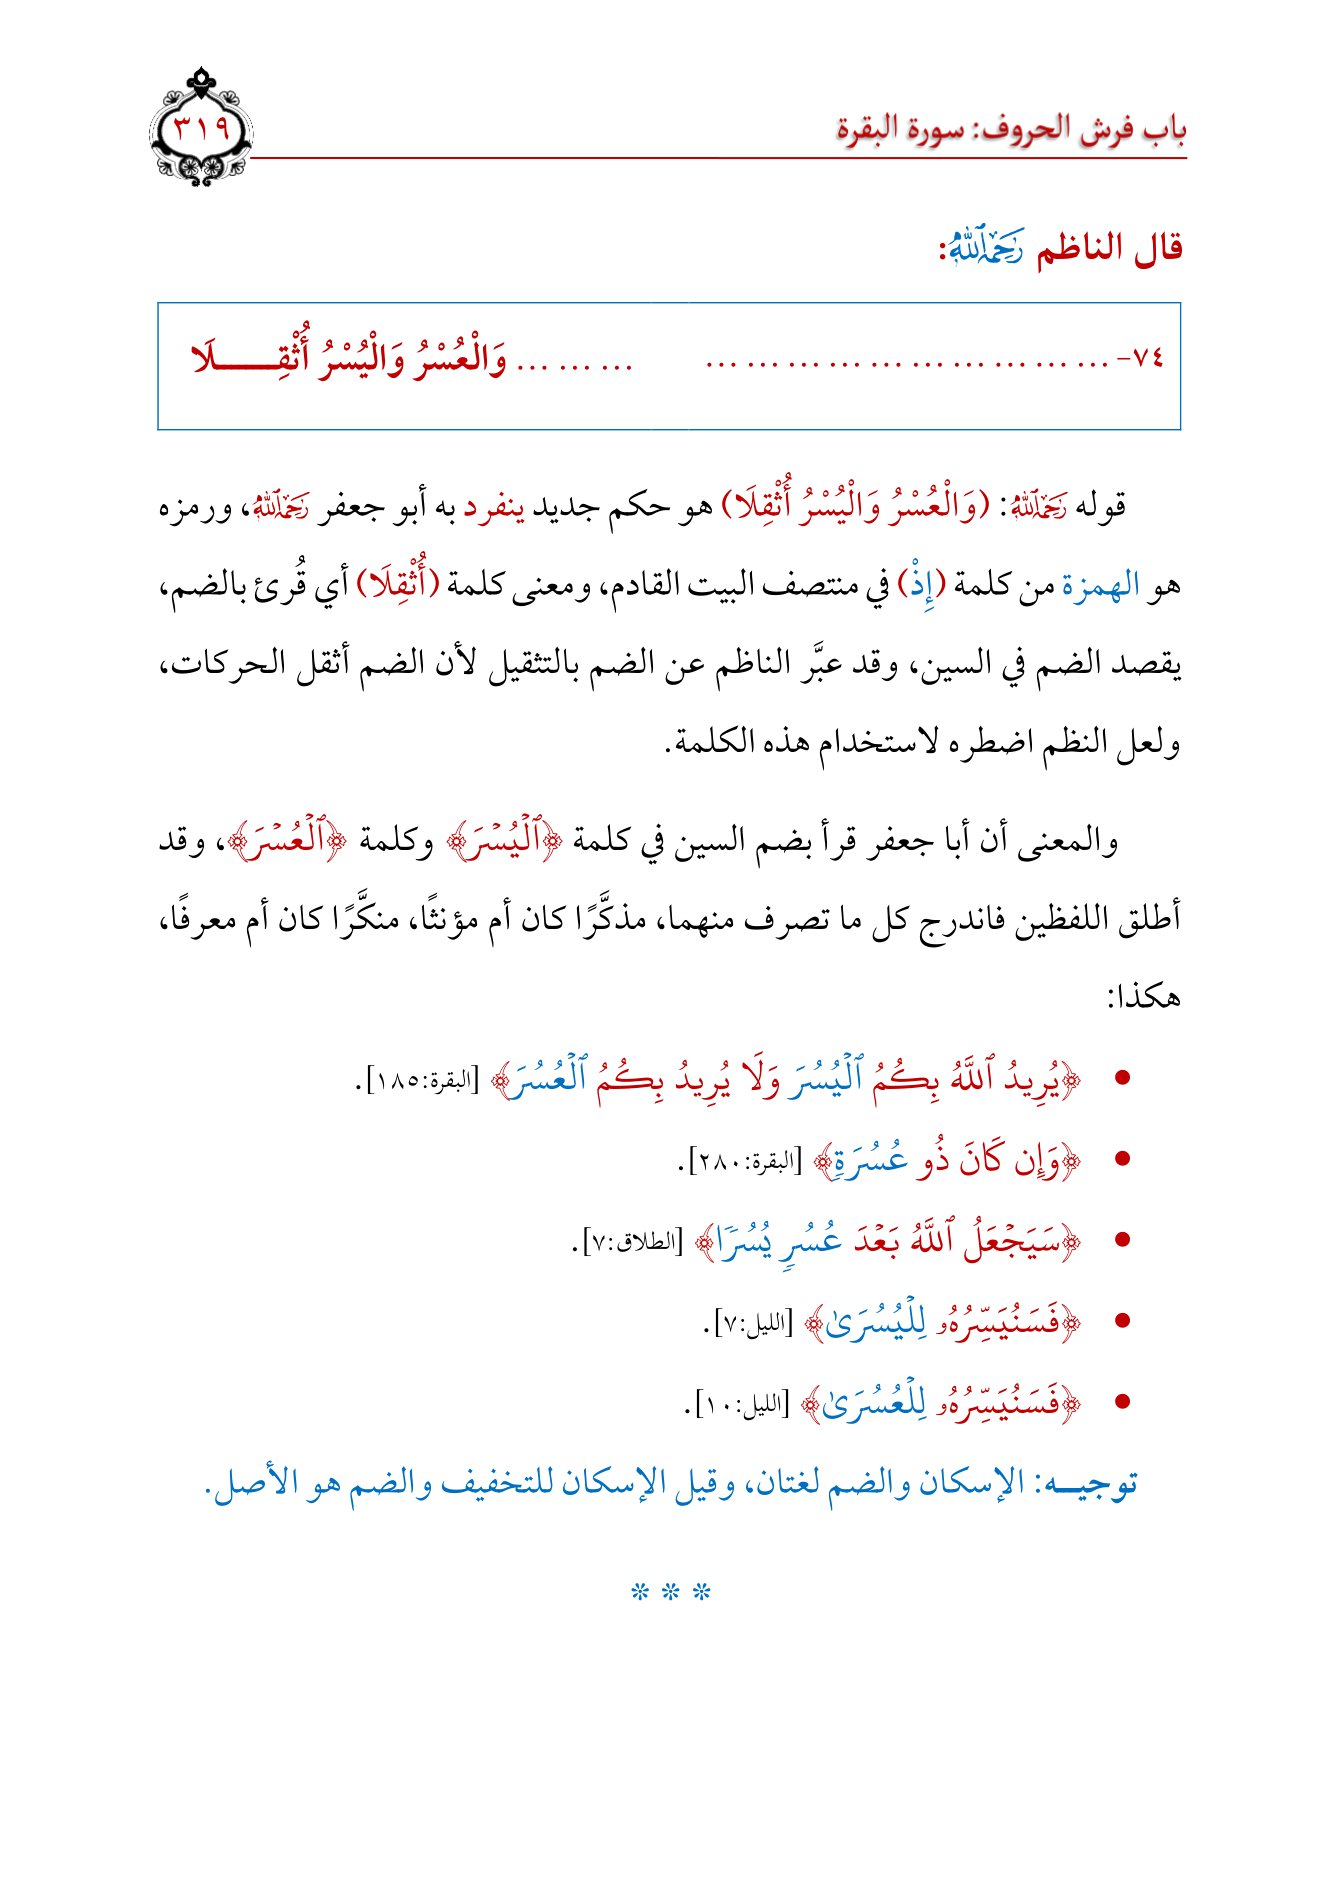 باب فرش الحروف: سورة البقرة
٣١٩
قال الناظم رَحِمَهُ ٱللَّهُ:
٧٤- ... ... ... ... ... ... ... ... ... ... ... ... ... وَالْعُسْرُ وَالْيُسْرُ أُثْقِـــــلَا
قوله رَحِمَهُ ٱللَّهُ: (وَالْعُسْرُ وَالْيُسْرُ أُثْقِلَا) هو حكم جديد ينفرد به أبو جعفر رَحِمَهُ ٱللَّهُ، ورمزه
هو الهمزة من كلمة (إِذْ) في منتصف البيت القادم، ومعنى كلمة (أُثْقِلَا) أي قُرئ بالضم،
يقصد الضم في السين، وقد عبَّر الناظم عن الضم بالتثقيل لأن الضم أثقل الحركات،
ولعل النظم اضطره لاستخدام هذه الكلمة.
والمعنى أن أبا جعفر قرأ بضم السين في كلمة ﴿ٱلۡيُسۡرَ﴾ وكلمة ﴿ٱلۡعُسۡرَ﴾، وقد
أطلق اللفظين فاندرج كل ما تصرف منهما، مذكَّرًا كان أم مؤنثًا، منكَّرًا كان أم معرفًا،
هكذا:
• ﴿يُرِيدُ ٱللَّهُ بِكُمُ ٱلۡيُسُرَ وَلَا يُرِيدُ بِكُمُ ٱلۡعُسُرَ﴾ [البقرة:١٨٥].
• ﴿وَإِن كَانَ ذُو عُسُرَةٖ﴾ [البقرة:٢٨٠].
• ﴿سَيَجۡعَلُ ٱللَّهُ بَعۡدَ عُسُرٖ يُسُرٗا﴾ [الطلاق:٧].
• ﴿فَسَنُيَسِّرُهُۥ لِلۡيُسُرَىٰ﴾ [الليل:٧].
• ﴿فَسَنُيَسِّرُهُۥ لِلۡعُسُرَىٰ﴾ [الليل:١٠].
توجيـــه: الإسكان والضم لغتان، وقيل الإسكان للتخفيف والضم هو الأصل.
* * *